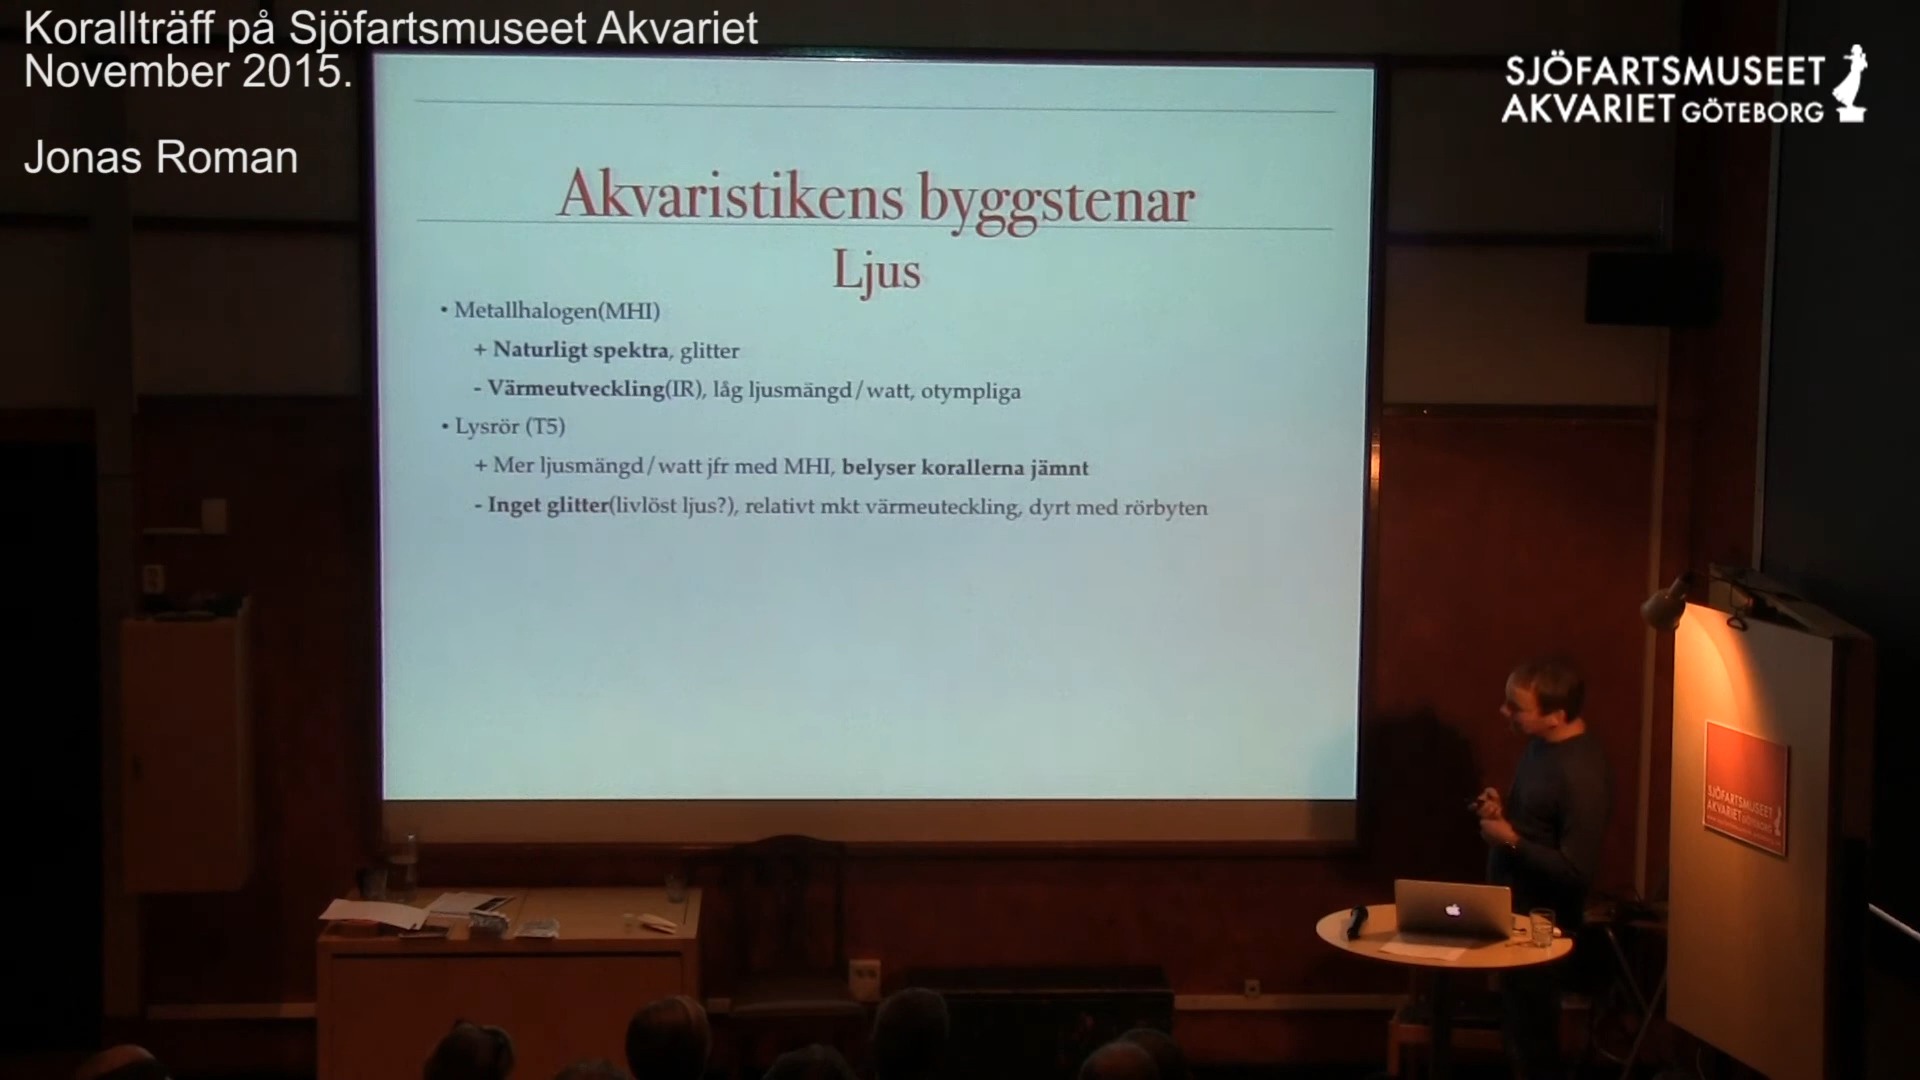 Korallträff på Sjöfartsmuseet Akvariet
November 2015.
Jonas Roman
SJÖFARTSMUSEET
AKVARIET GÖTEBORG
Akvaristikens byggstenar
Ljus
• Metallhalogen(MHI)
+ Naturligt spektra, glitter
- Värmeutveckling(IR), låg ljusmängd/watt, otympliga
• Lysrör (T5)
+ Mer ljusmängd/watt jfr med MHI, belyser korallerna jämnt
- Inget glitter(livlöst ljus?), relativt mkt värmeuteckling, dyrt med rörbyten
SJÖFARTSMUSEET
AKVARIET GÖTEBORG